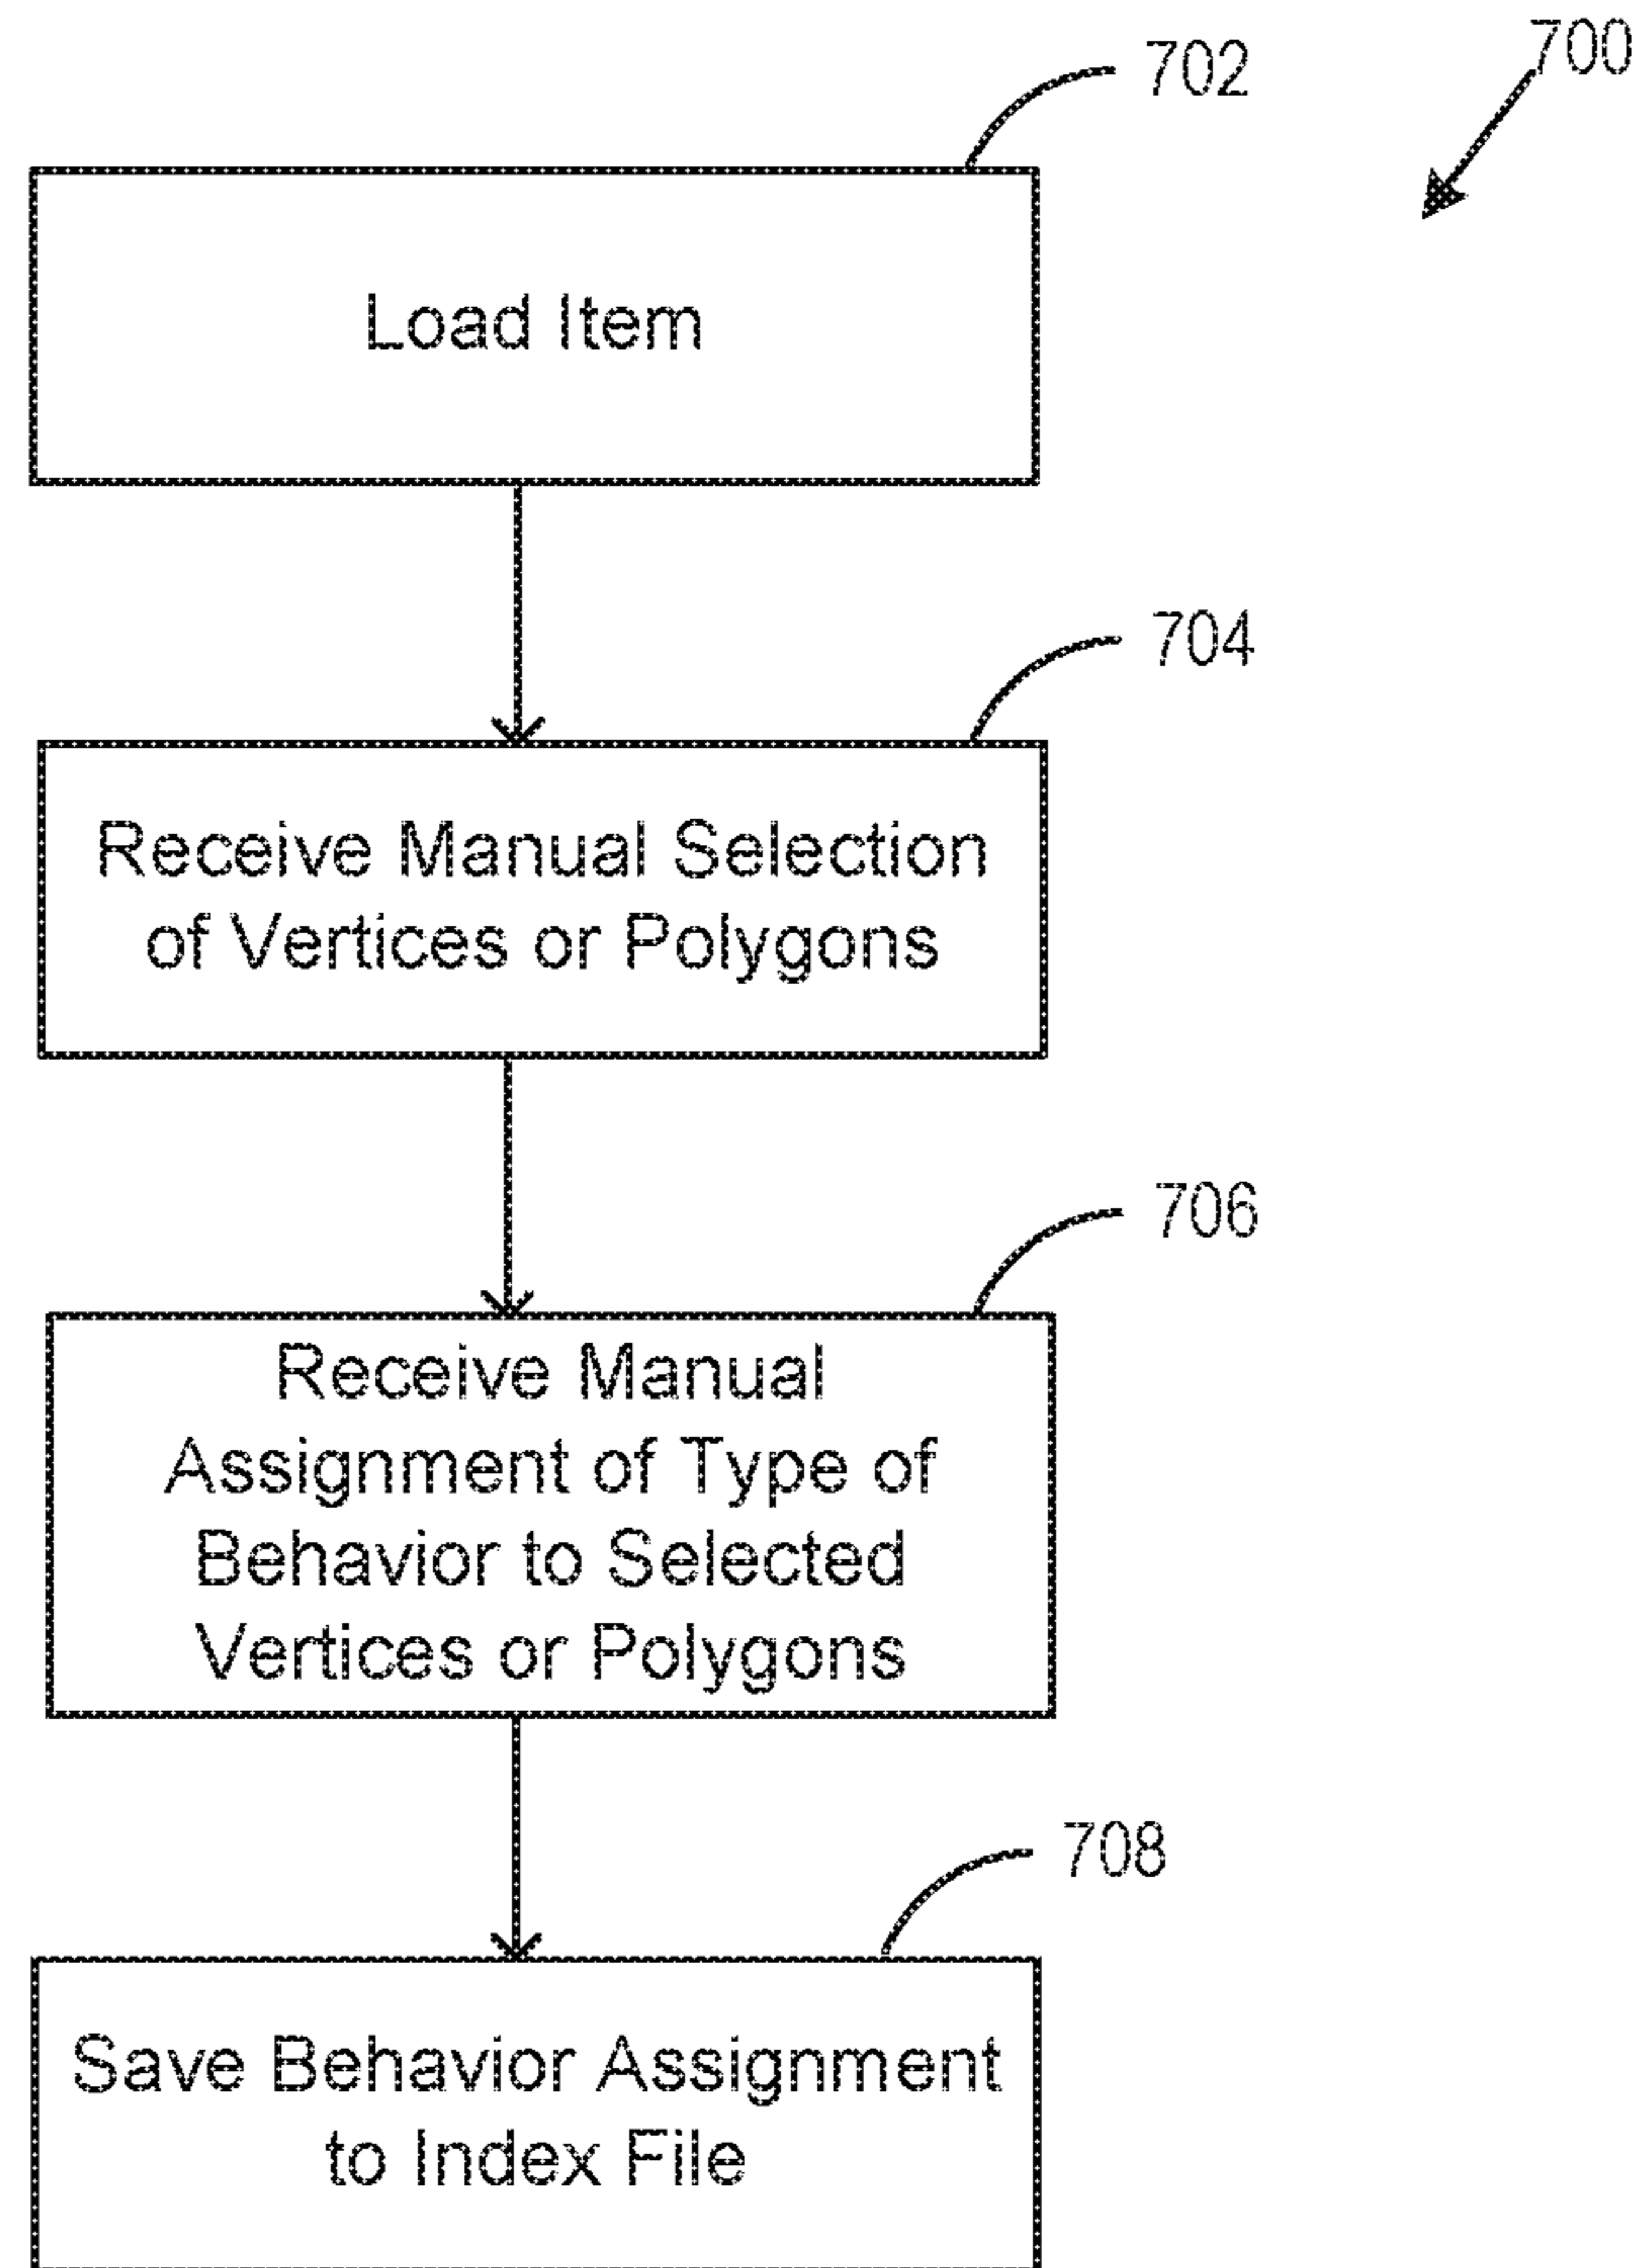 700
702
Load Item
704
Receive Manual Selection
of Vertices or Polygons
706
Receive Manual
Assignment of Type of
Behavior to Selected
Vertices or Polygons
708
Save Behavior Assignment
to Index File